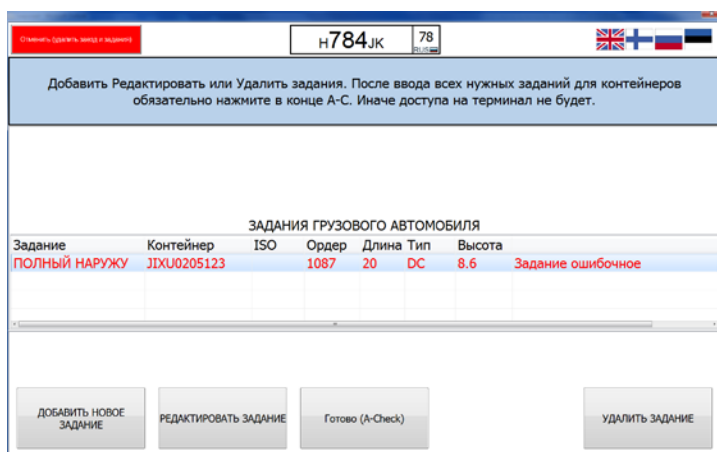 Отменить (удалить заезд и задания)
H784JK 78
RUS
Добавить Редактировать или Удалить задания. После ввода всех нужных заданий для контейнеров
обязательно нажмите в конце A-C. Иначе доступа на терминал не будет.
ЗАДАНИЯ ГРУЗОВОГО АВТОМОБИЛЯ
Задание Контейнер ISO Ордер Длина Тип Высота
ПОЛНЫЙ НАРУЖУ JIXU0205123 1087 20 DC 8.6 Задание ошибочное
ДОБАВИТЬ НОВОЕ
ЗАДАНИЕ
РЕДАКТИРОВАТЬ ЗАДАНИЕ
Готово (A-Check)
УДАЛИТЬ ЗАДАНИЕ